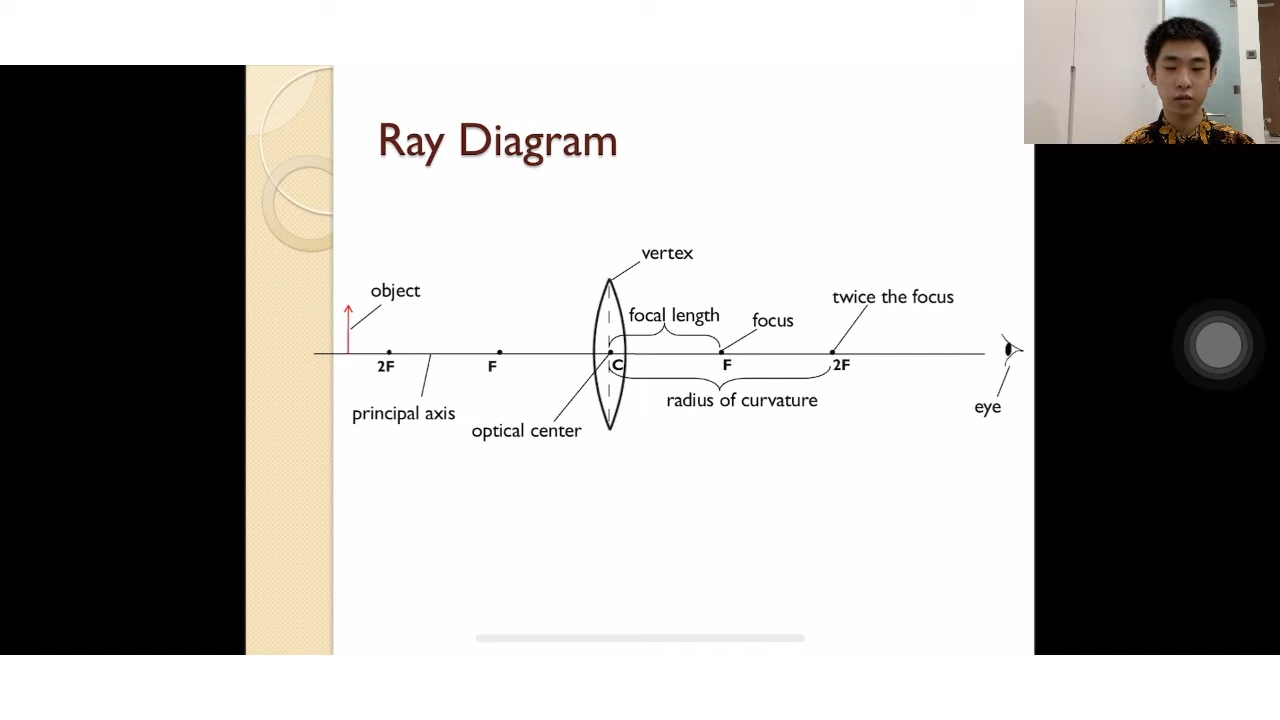 Ray Diagram
vertex
object
focal length
focus
twice the focus
2F
F
C
F
2F
principal axis
optical center
radius of curvature
eye